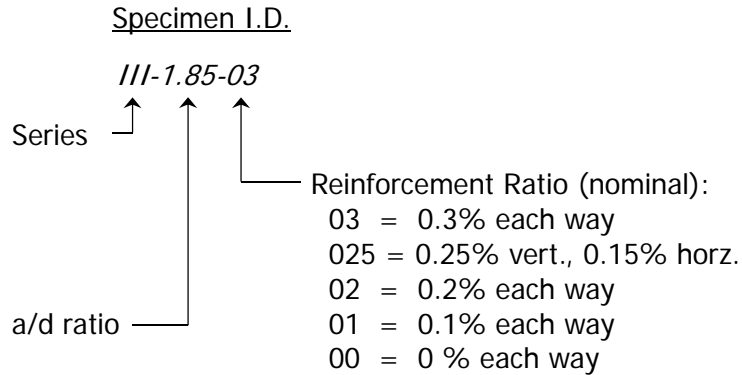 Specimen I.D.
III-1.85-03
Series
Reinforcement Ratio (nominal):
03 = 0.3% each way
025 = 0.25% vert., 0.15% horz.
02 = 0.2% each way
a/d ratio
01 = 0.1% each way
00 = 0 % each way